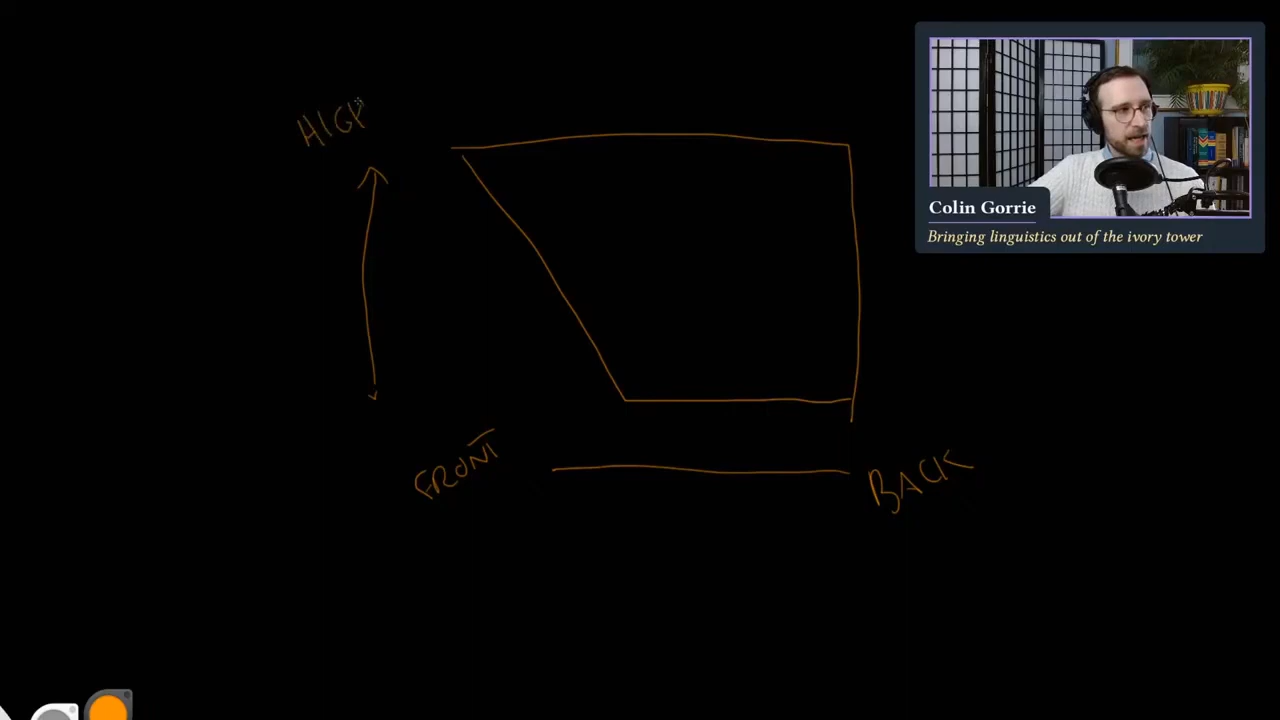 HIGH
Colin Gorrie
Bringing linguistics out of the ivory tower
FRONT
BACK